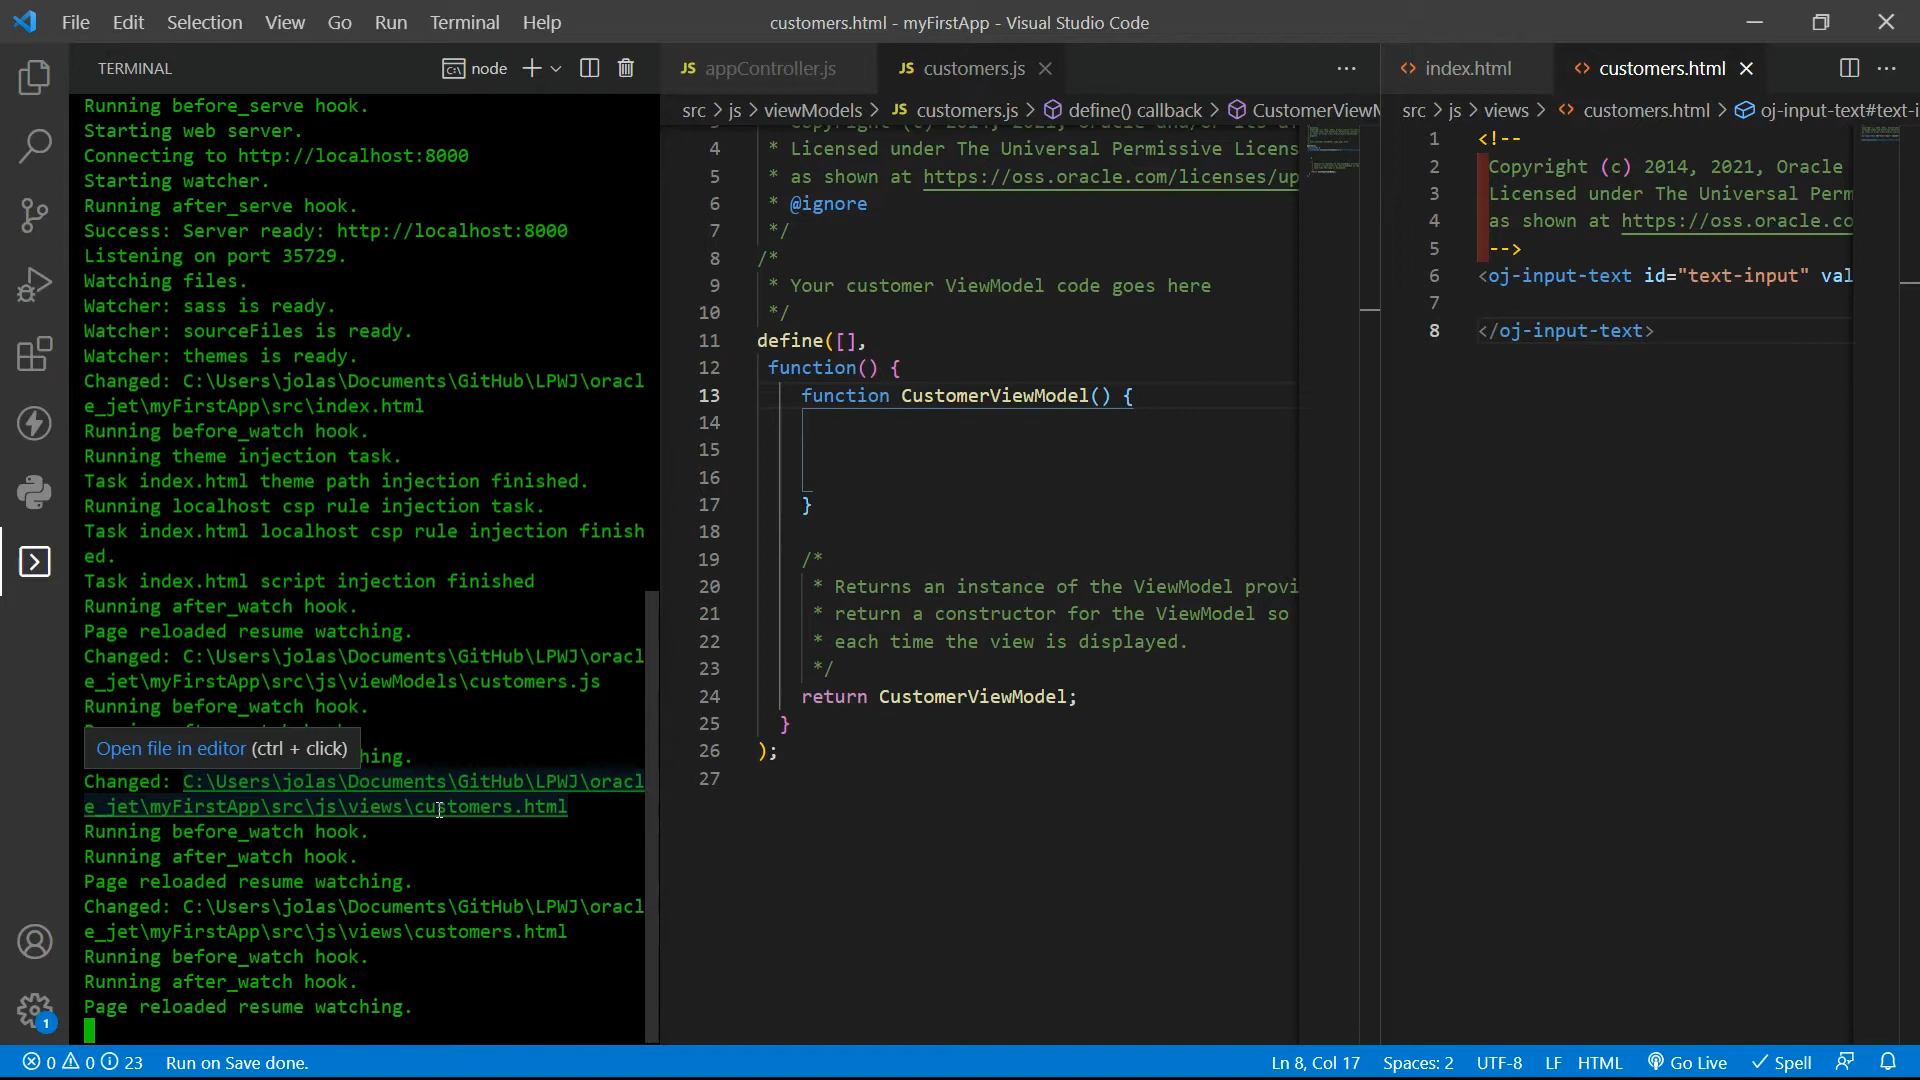 File Edit Selection View Go Run Terminal Help
customers.html - myFirstApp - Visual Studio Code
TERMINAL
node
Running before_serve hook.
Starting web server.
Connecting to http://localhost:8000
Starting watcher.
Running after_serve hook.
Success: Server ready: http://localhost:8000
Listening on port 35729.
Watching files.
Watcher: sass is ready.
Watcher: sourceFiles is ready.
Watcher: themes is ready.
Changed: C:\Users\jolas\Documents\GitHub\LPWJ\oracl
e_jet\myFirstApp\src\index.html
Running before_watch hook.
Running theme injection task.
Task index.html theme path injection finished.
Running localhost csp rule injection task.
Task index.html localhost csp rule injection finish
ed.
Task index.html script injection finished
Running after_watch hook.
Page reloaded resume watching.
Changed: C:\Users\jolas\Documents\GitHub\LPWJ\oracl
e_jet\myFirstApp\src\js\viewModels\customers.js
Running before_watch hook.
Open file in editor (ctrl + click)
hing.
Changed: C:\Users\jolas\Documents\GitHub\LPWJ\oracl
e_jet\myFirstApp\src\js\views\customers.html
Running before_watch hook.
Running after_watch hook.
Page reloaded resume watching.
Changed: C:\Users\jolas\Documents\GitHub\LPWJ\oracl
e_jet\myFirstApp\src\js\views\customers.html
Running before_watch hook.
Running after_watch hook.
Page reloaded resume watching.
JS appController.js
JS customers.js
src > js > viewModels > JS customers.js > define() callback > CustomerViewM
4 * Licensed under The Universal Permissive Licens
5 * as shown at https://oss.oracle.com/licenses/up
6 * @ignore
7 */
8 /*
9 * Your customer ViewModel code goes here
10 */
11 define([],
12 function() {
13 function CustomerViewModel() {
14
15
16
17 }
18
19 /*
20 * Returns an instance of the ViewModel provi
21 * return a constructor for the ViewModel so
22 * each time the view is displayed.
23 */
24 return CustomerViewModel;
25 }
26 );
27
<> index.html
<> customers.html
src > js > views > <> customers.html > oj-input-text#text-i
1 <!--
2 Copyright (c) 2014, 2021, Oracle
3 Licensed under The Universal Perm
4 as shown at https://oss.oracle.co
5 -->
6 <oj-input-text id="text-input" val
7
8 </oj-input-text>
1
0 0 23 Run on Save done.
Ln 8, Col 17 Spaces: 2 UTF-8 LF HTML Go Live Spell